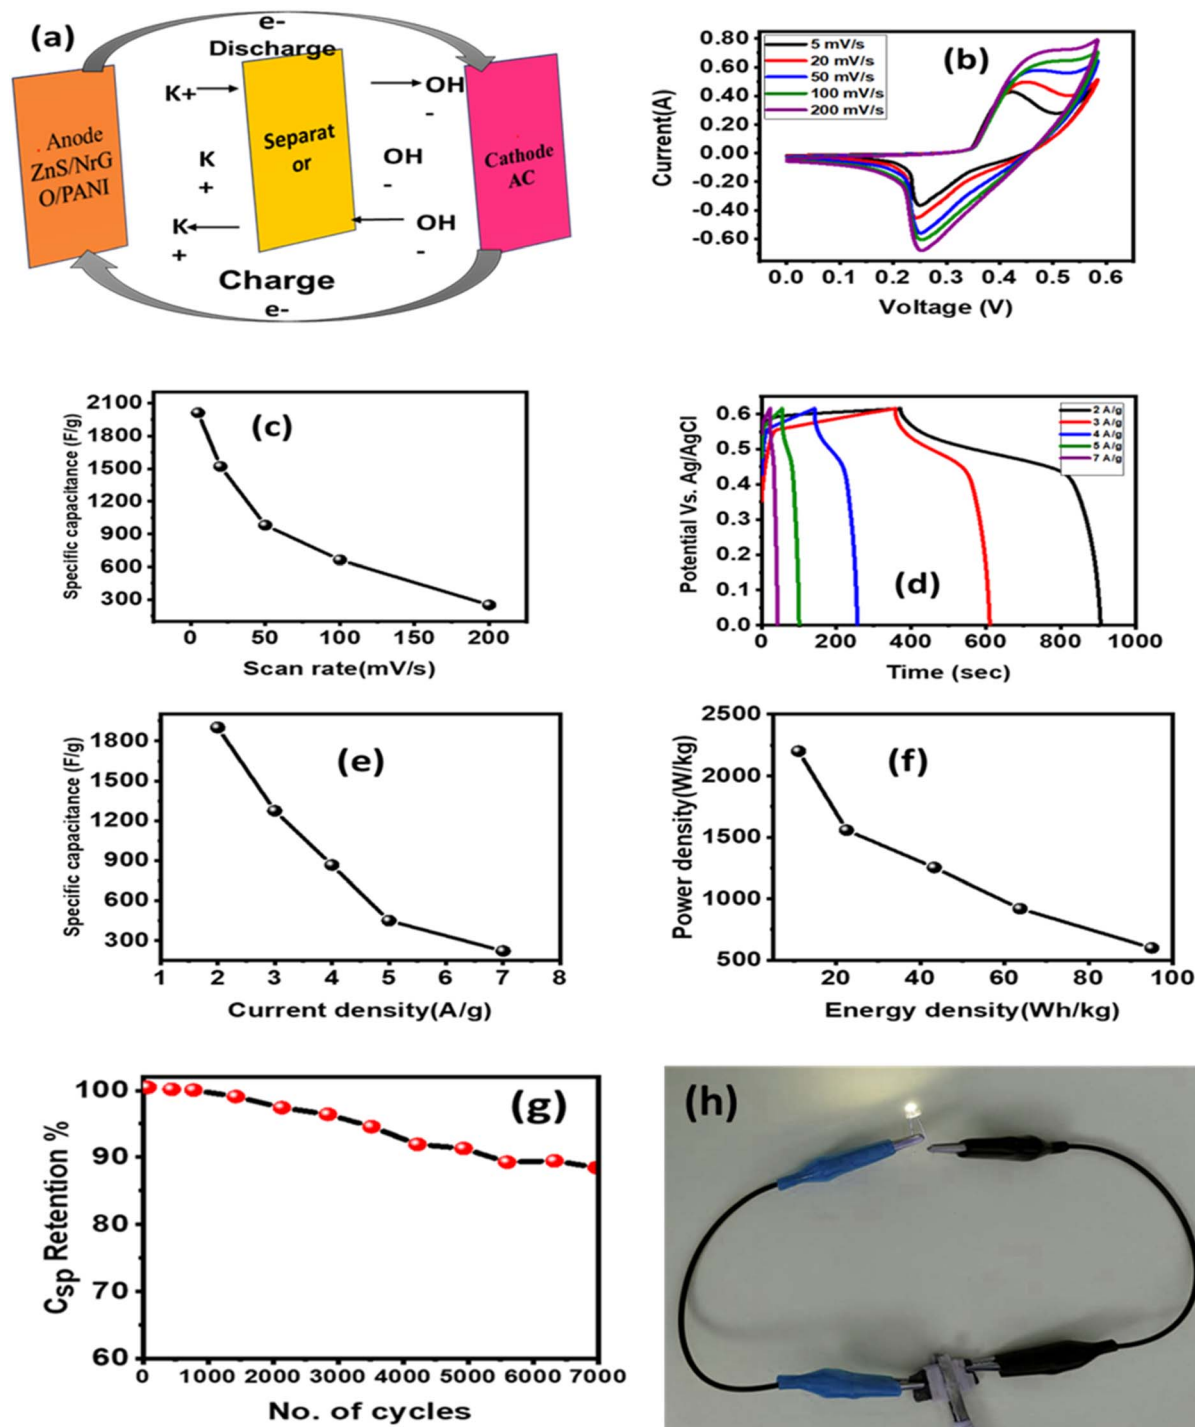 (a)
e-
Discharge
K+
OH
-
. Anode
ZnS/NrG
O/PANI
Separat
or
K
+
OH
-
Cathode
AC
K
+
OH
-
Charge
e-
(b)
5 mV/s
20 mV/s
50 mV/s
100 mV/s
200 mV/s
Current(A)
0.80
0.60
0.40
0.20
0.00
-0.20
-0.40
-0.60
0.0 0.1 0.2 0.3 0.4 0.5 0.6
Voltage (V)
(c)
Specific capacitance (F/g)
2100
1800
1500
1200
900
600
300
0 50 100 150 200
Scan rate(mV/s)
(d)
2 A/g
3 A/g
4 A/g
5 A/g
7 A/g
Potential Vs. Ag/AgCl
0.6
0.5
0.4
0.3
0.2
0.1
0.0
0 200 400 600 800 1000
Time (sec)
(e)
Specific capacitance (F/g)
1800
1500
1200
900
600
300
1 2 3 4 5 6 7 8
Current density(A/g)
(f)
Power density(W/kg)
2500
2000
1500
1000
500
20 40 60 80 100
Energy density(Wh/kg)
(g)
Csp Retention %
100
90
80
70
60
0 1000 2000 3000 4000 5000 6000 7000
No. of cycles
(h)